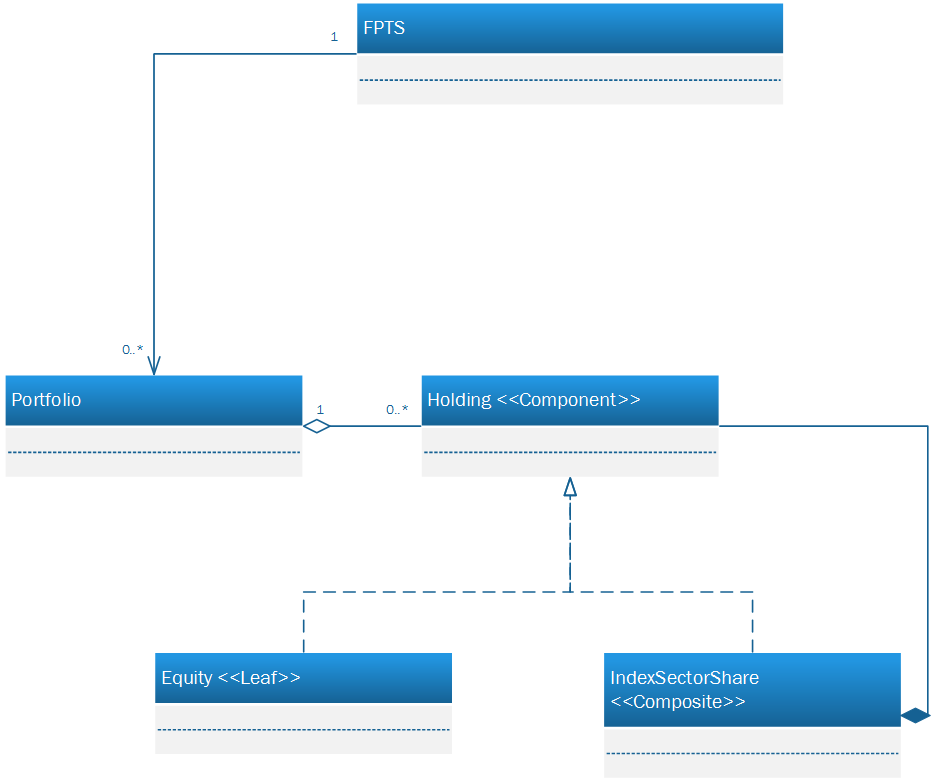 FPTS
1
0..*
Portfolio
1
0..*
Holding <<Component>>
Equity <<Leaf>>
IndexSectorShare
<<Composite>>